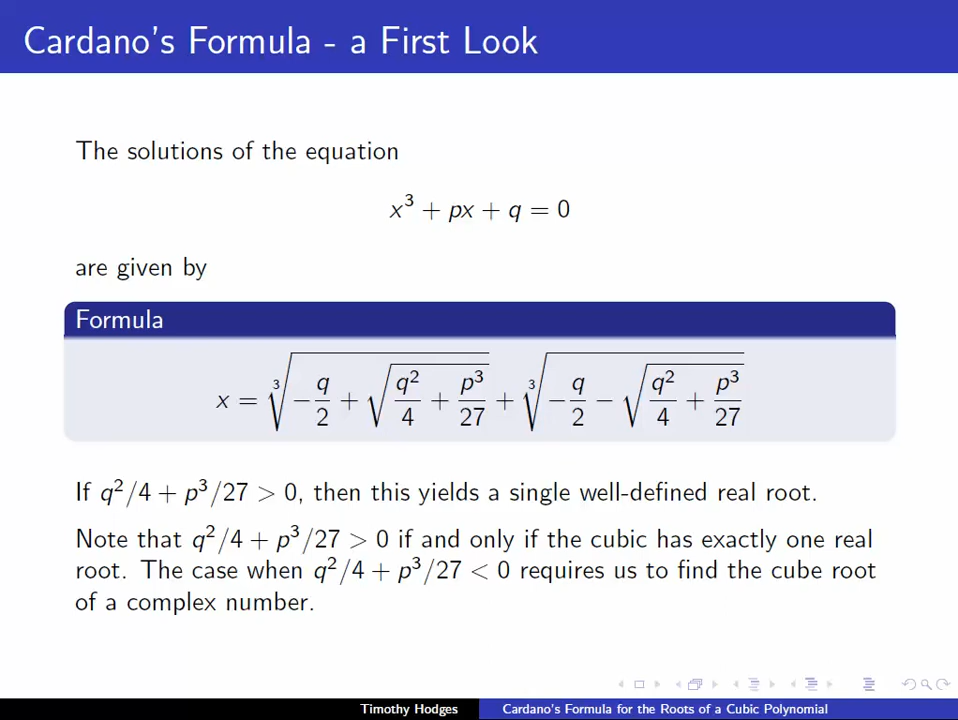 Cardano's Formula - a First Look
The solutions of the equation
x³ + px + q = 0
are given by
Formula
x = ∛(−q/2 + √(q²/4 + p³/27)) + ∛(−q/2 − √(q²/4 + p³/27))
If q²/4 + p³/27 > 0, then this yields a single well-defined real root.
Note that q²/4 + p³/27 > 0 if and only if the cubic has exactly one real
root. The case when q²/4 + p³/27 < 0 requires us to find the cube root
of a complex number.
Timothy Hodges Cardano's Formula for the Roots of a Cubic Polynomial